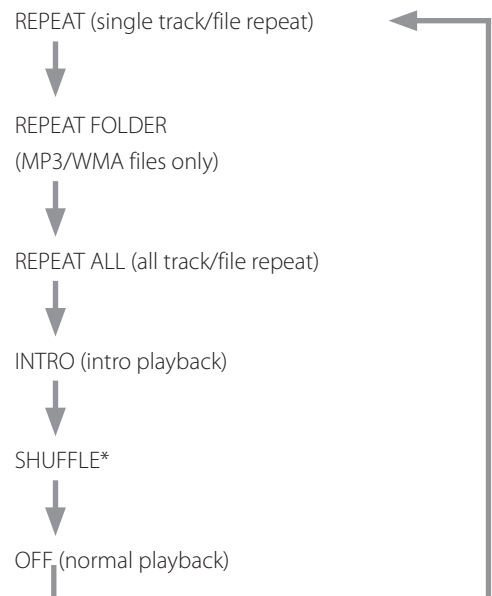 REPEAT (single track/file repeat)
REPEAT FOLDER
(MP3/WMA files only)
REPEAT ALL (all track/file repeat)
INTRO (intro playback)
SHUFFLE*
OFF (normal playback)